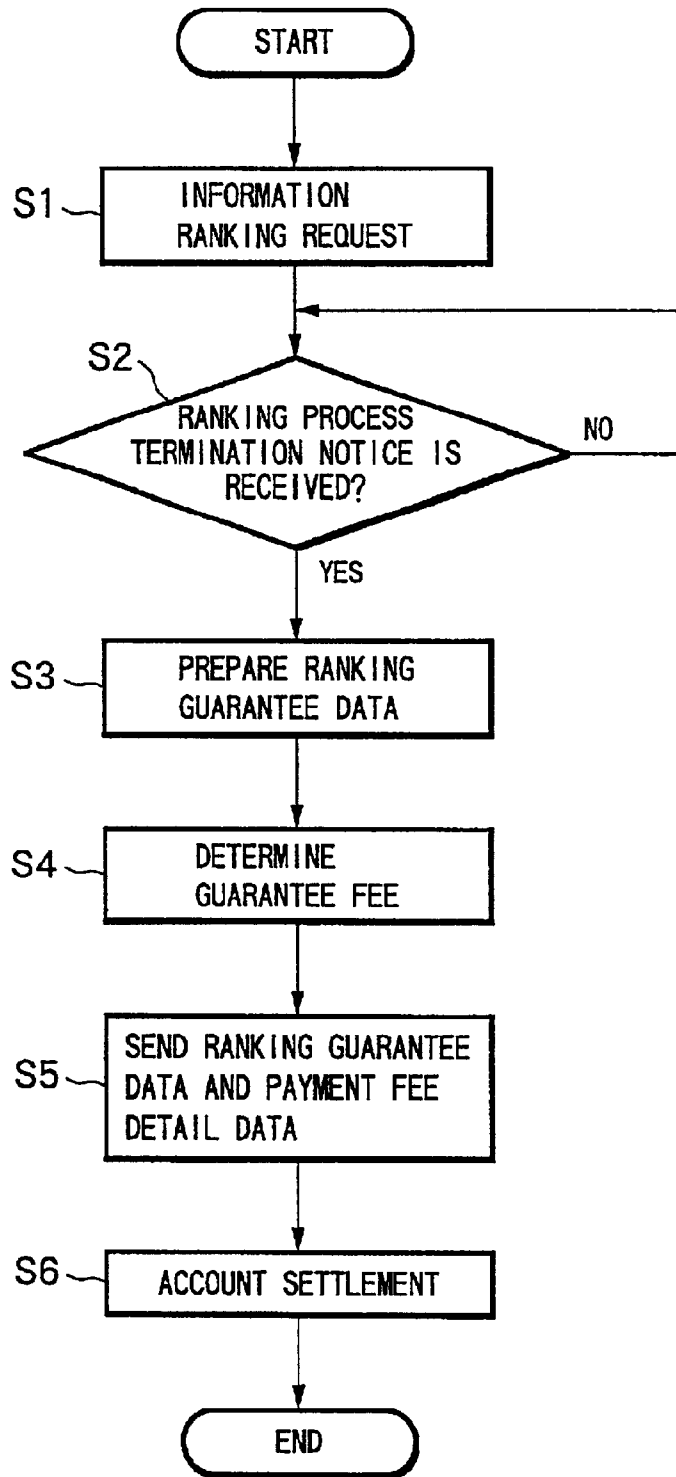 START
S1
INFORMATION
RANKING REQUEST
S2
RANKING PROCESS
TERMINATION NOTICE IS
RECEIVED?
NO
YES
S3
PREPARE RANKING
GUARANTEE DATA
S4
DETERMINE
GUARANTEE FEE
S5
SEND RANKING GUARANTEE
DATA AND PAYMENT FEE
DETAIL DATA
S6
ACCOUNT SETTLEMENT
END